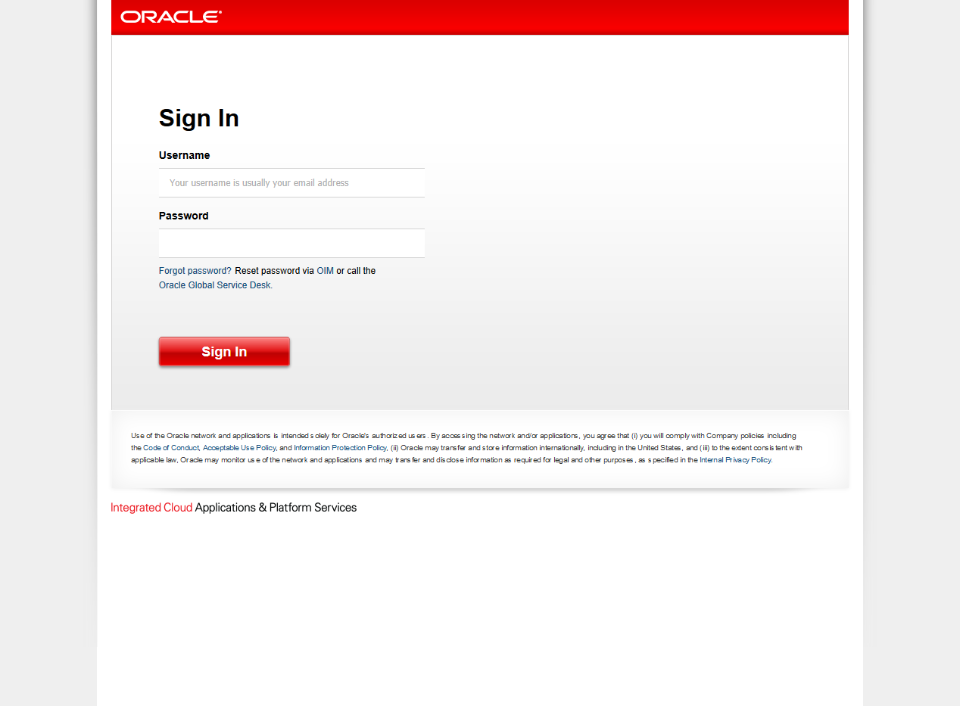 ORACLE
Sign In
Username
Your username is usually your email address
Password
Forgot password? Reset password via OIM or call the
Oracle Global Service Desk.
Sign In
Use of the Oracle network and applications is intended solely for Oracle's authorized users. By accessing the network and/or applications, you agree that (i) you will comply with Company policies including
the Code of Conduct, Acceptable Use Policy, and Information Protection Policy, (ii) Oracle may transfer and store information internationally, including in the United States, and (iii) to the extent consistent with
applicable law, Oracle may monitor use of the network and applications and may transfer and disclose information as required for legal and other purposes, as specified in the Internal Privacy Policy.
Integrated Cloud Applications & Platform Services